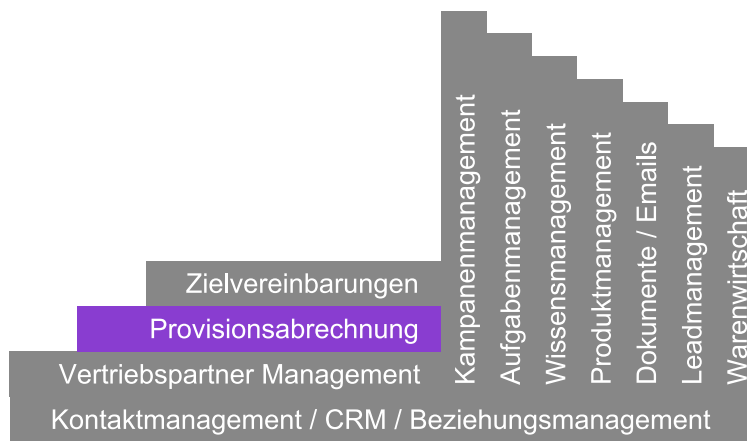 Kampanenmanagement
Aufgabenmanagement
Wissensmanagement
Produktmanagement
Dokumente / Emails
Leadmanagement
Warenwirtschaft
Zielvereinbarungen
Provisionsabrechnung
Vertriebspartner Management
Kontaktmanagement / CRM / Beziehungsmanagement